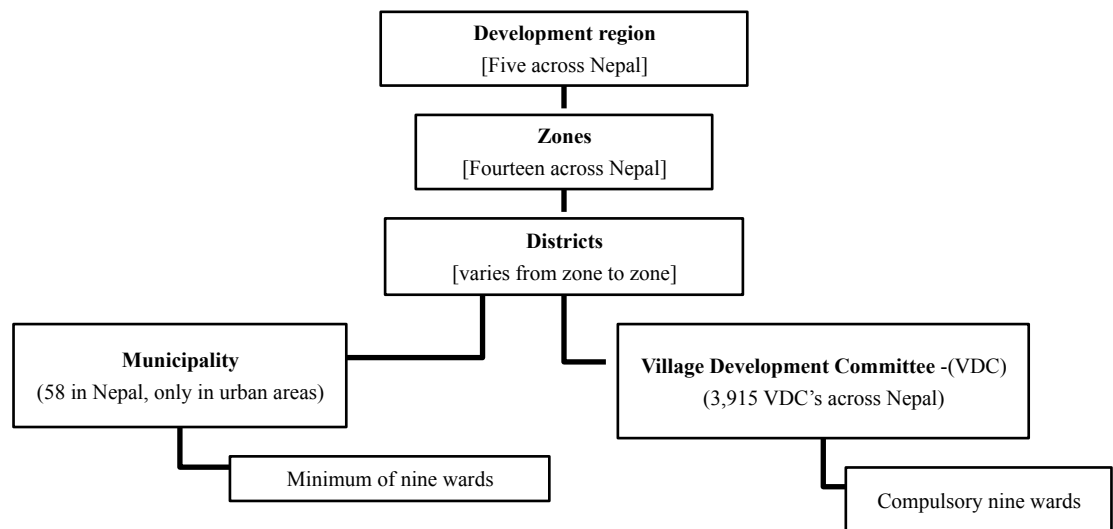 Development region
[Five across Nepal]
Zones
[Fourteen across Nepal]
Districts
[varies from zone to zone]
Municipality
(58 in Nepal, only in urban areas)
Village Development Committee -(VDC)
(3,915 VDC’s across Nepal)
Minimum of nine wards
Compulsory nine wards